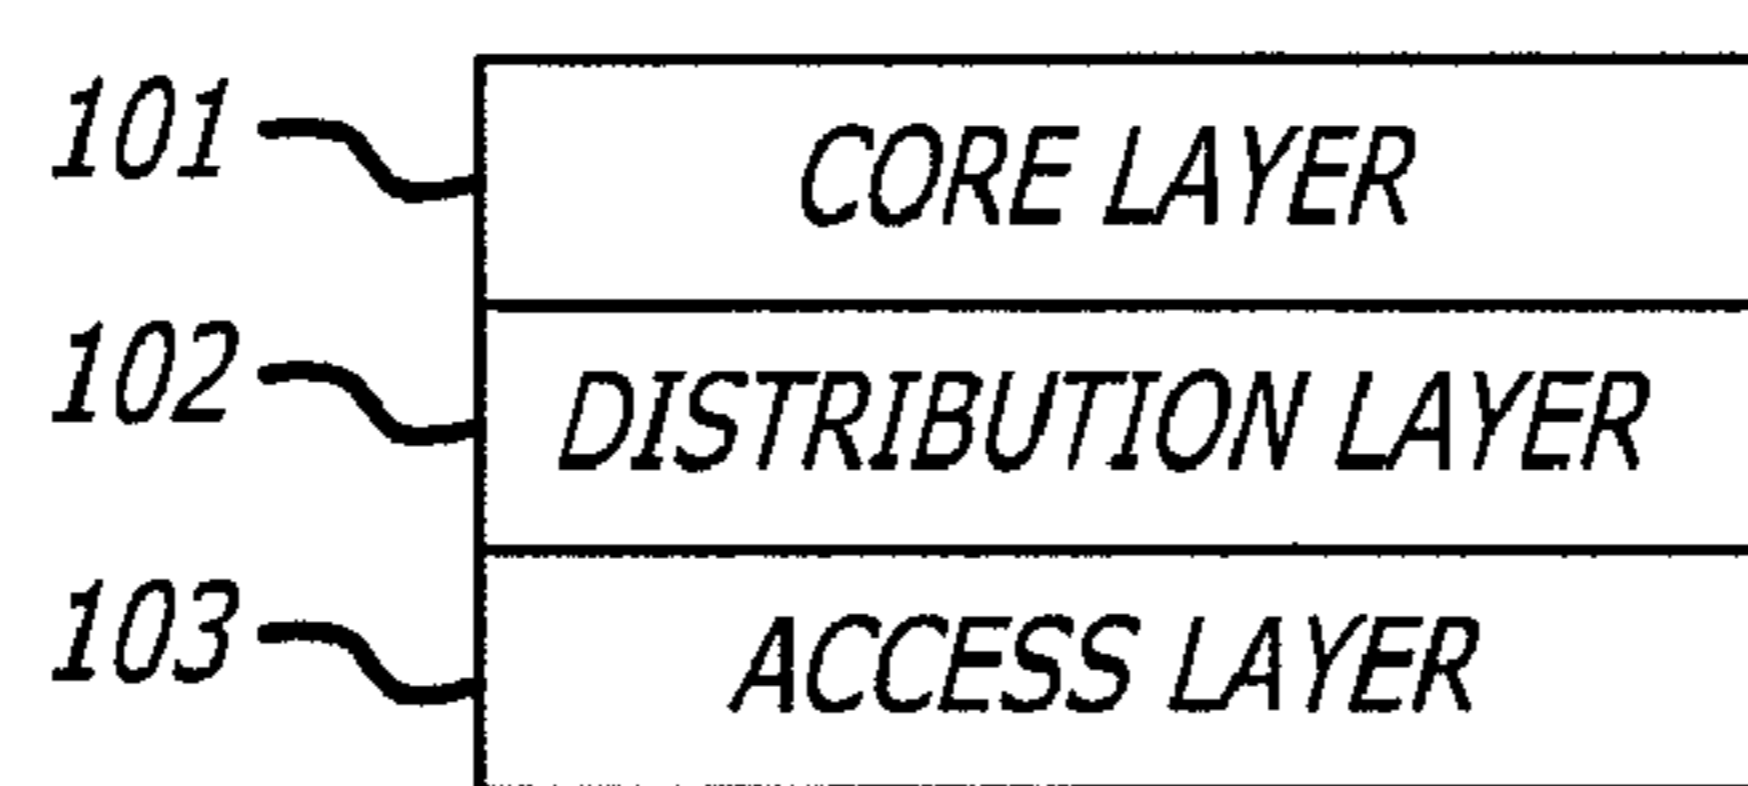 101 CORE LAYER
102 DISTRIBUTION LAYER
103 ACCESS LAYER